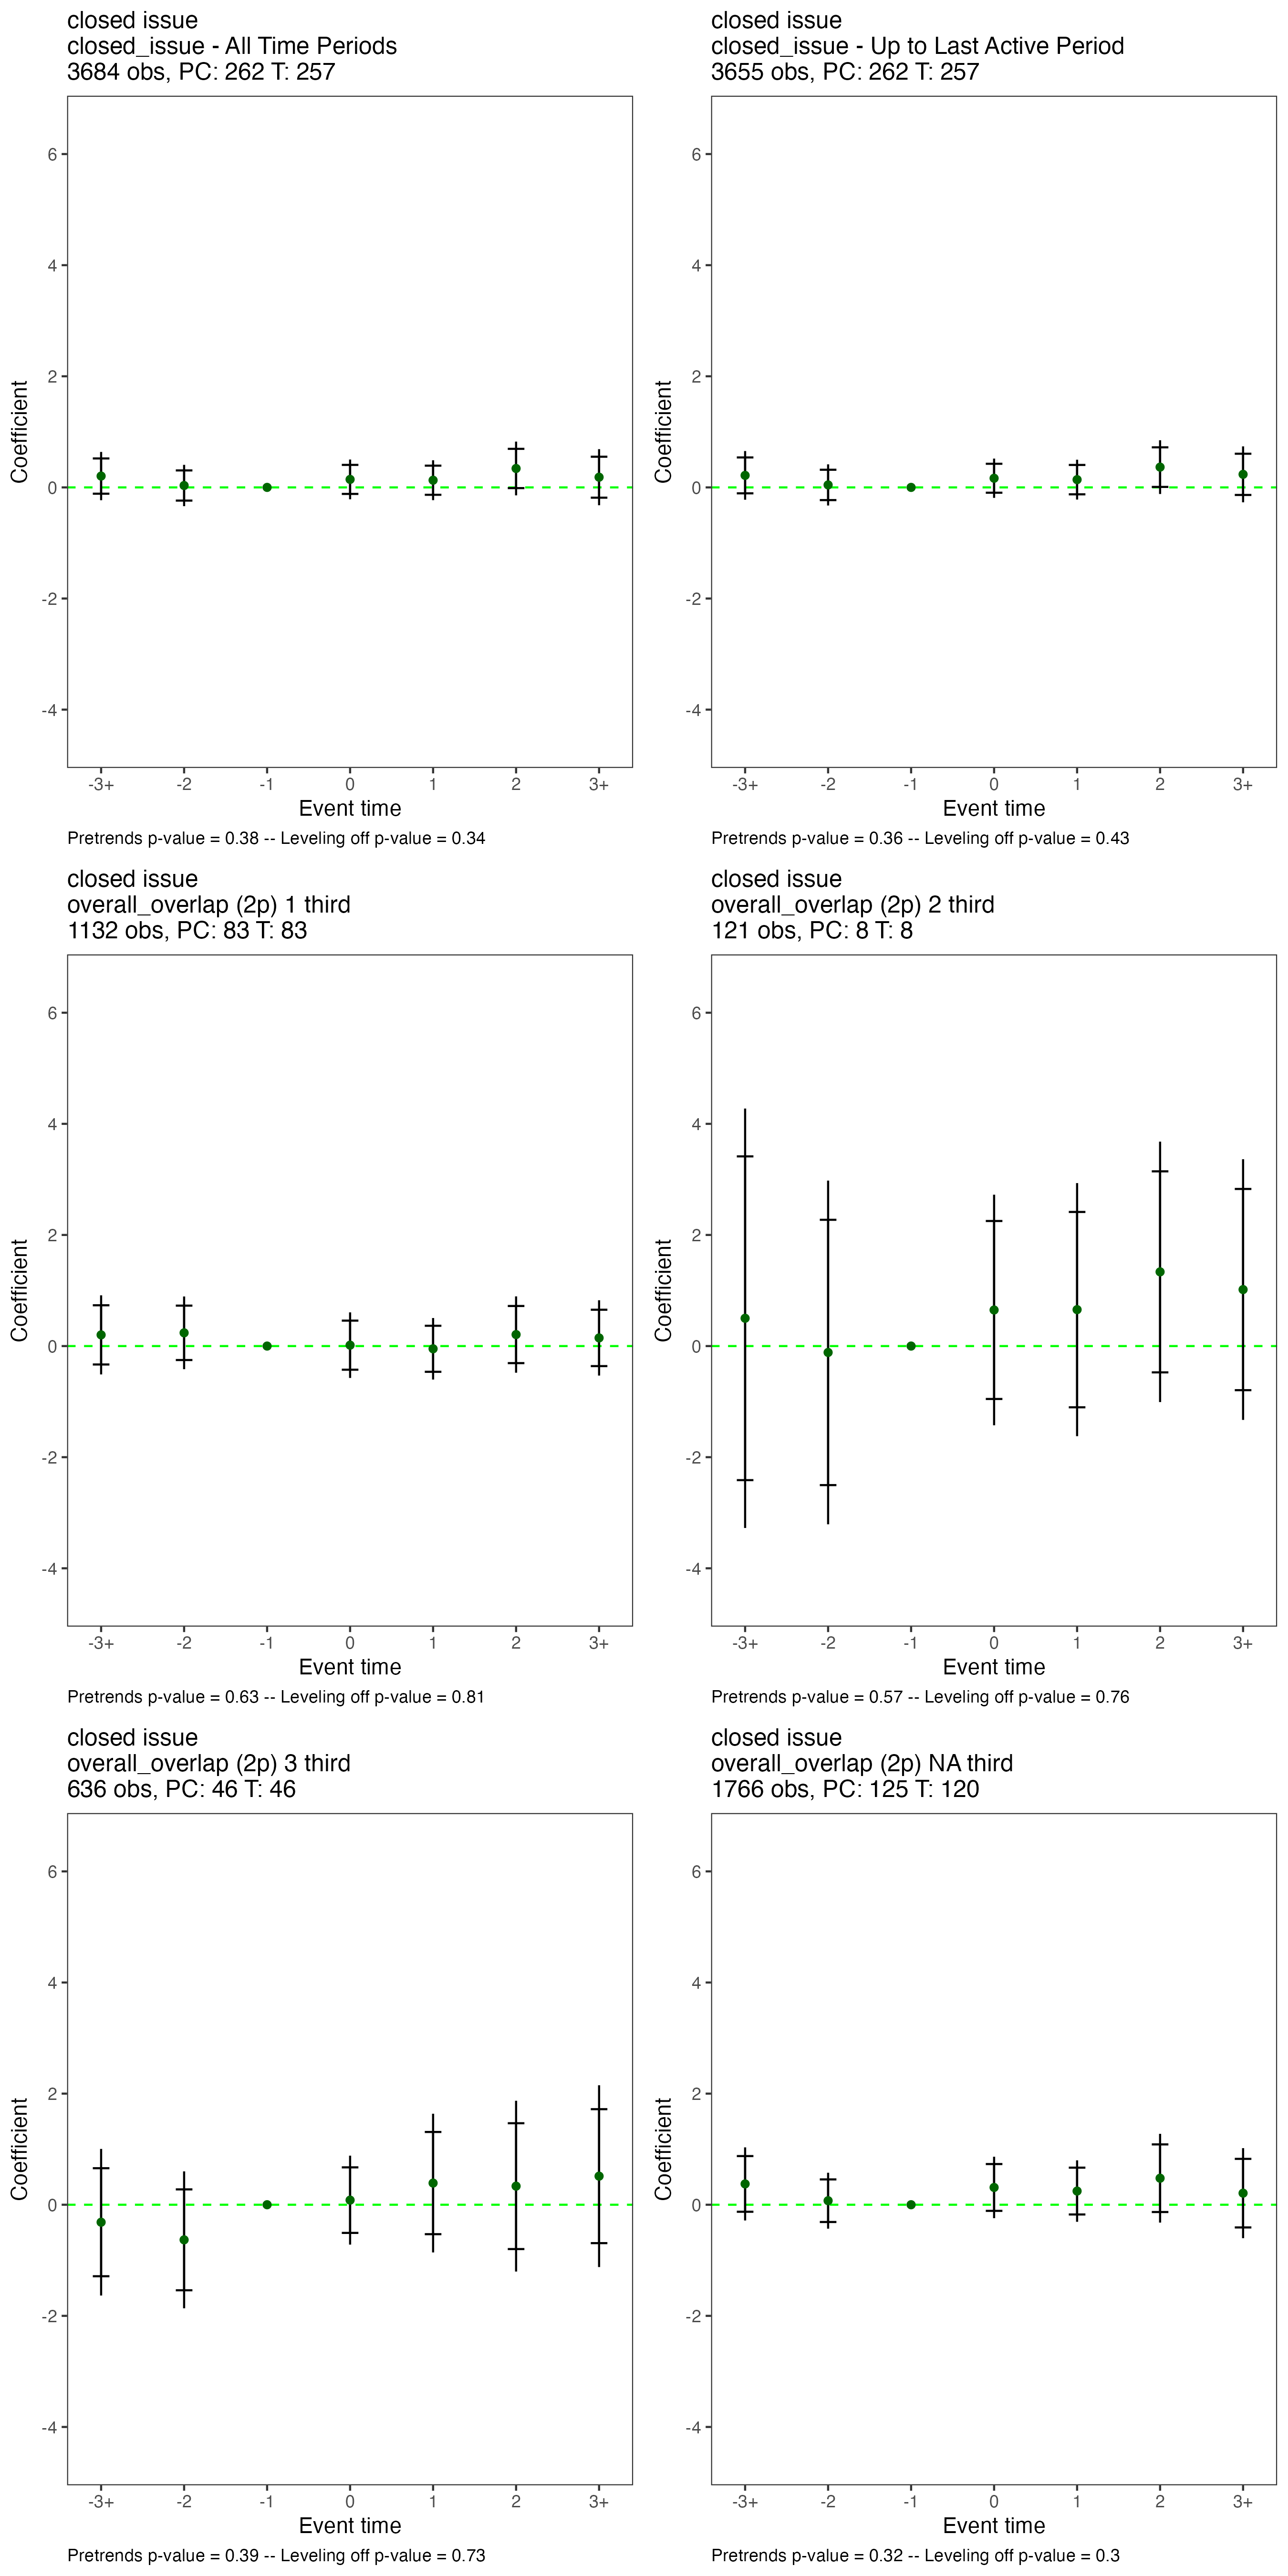 closed issue
closed_issue - All Time Periods
3684 obs, PC: 262 T: 257
6
4
2
0
-2
-4
Coefficient
-3+ -2 -1 0 1 2 3+
Event time
Pretrends p-value = 0.38 -- Leveling off p-value = 0.34
closed issue
closed_issue - Up to Last Active Period
3655 obs, PC: 262 T: 257
6
4
2
0
-2
-4
Coefficient
-3+ -2 -1 0 1 2 3+
Event time
Pretrends p-value = 0.36 -- Leveling off p-value = 0.43
closed issue
overall_overlap (2p) 1 third
1132 obs, PC: 83 T: 83
6
4
2
0
-2
-4
Coefficient
-3+ -2 -1 0 1 2 3+
Event time
Pretrends p-value = 0.63 -- Leveling off p-value = 0.81
closed issue
overall_overlap (2p) 2 third
121 obs, PC: 8 T: 8
6
4
2
0
-2
-4
Coefficient
-3+ -2 -1 0 1 2 3+
Event time
Pretrends p-value = 0.57 -- Leveling off p-value = 0.76
closed issue
overall_overlap (2p) 3 third
636 obs, PC: 46 T: 46
6
4
2
0
-2
-4
Coefficient
-3+ -2 -1 0 1 2 3+
Event time
Pretrends p-value = 0.39 -- Leveling off p-value = 0.73
closed issue
overall_overlap (2p) NA third
1766 obs, PC: 125 T: 120
6
4
2
0
-2
-4
Coefficient
-3+ -2 -1 0 1 2 3+
Event time
Pretrends p-value = 0.32 -- Leveling off p-value = 0.3